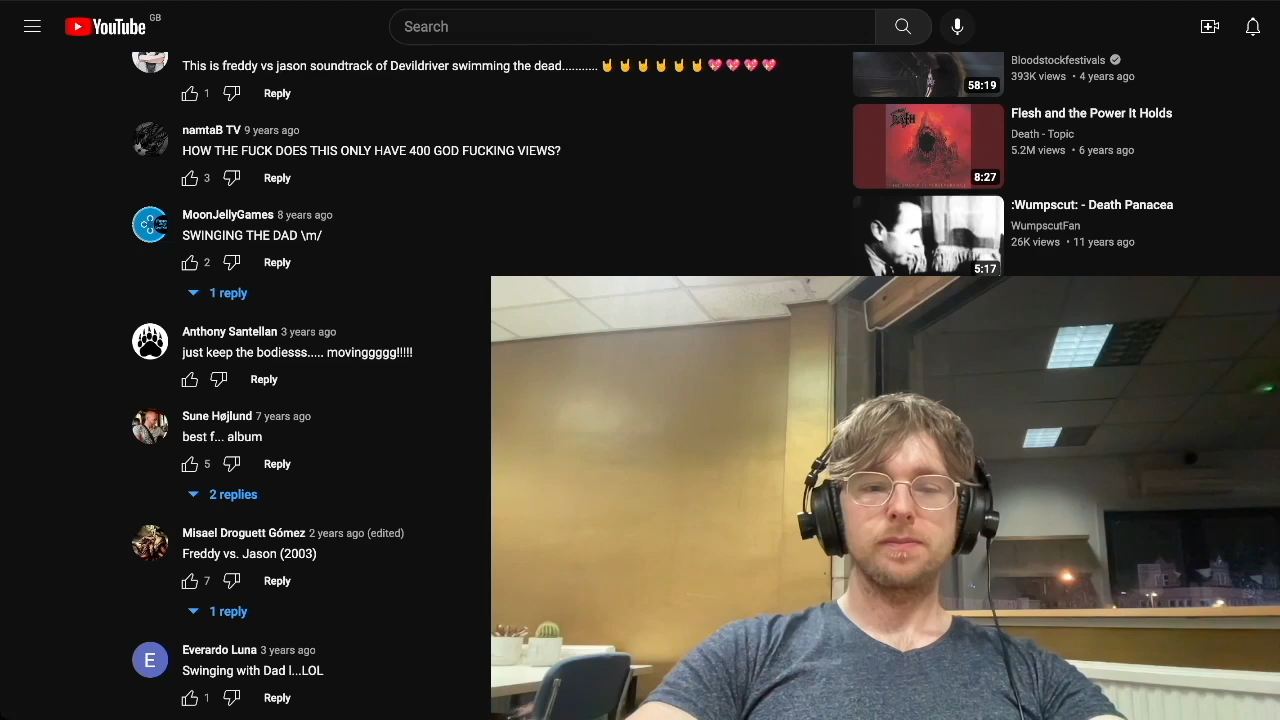 YouTube GB
Search
This is freddy vs jason soundtrack of Devildriver swimming the dead...........🤘🤘🤘🤘🤘🤘💖💖💖💖
1 Reply
namtaB TV 9 years ago
HOW THE FUCK DOES THIS ONLY HAVE 400 GOD FUCKING VIEWS?
3 Reply
MoonJellyGames 8 years ago
SWINGING THE DAD \m/
2 Reply
1 reply
Anthony Santellan 3 years ago
just keep the bodiesss..... movinggggg!!!!!
Reply
Sune Højlund 7 years ago
best f... album
5 Reply
2 replies
Misael Droguett Gómez 2 years ago (edited)
Freddy vs. Jason (2003)
7 Reply
1 reply
E
Everardo Luna 3 years ago
Swinging with Dad I...LOL
1 Reply
58:19
Bloodstockfestivals
393K views • 4 years ago
DEATH
8:27
Flesh and the Power It Holds
Death - Topic
5.2M views • 6 years ago
5:17
:Wumpscut: - Death Panacea
WumpscutFan
26K views • 11 years ago